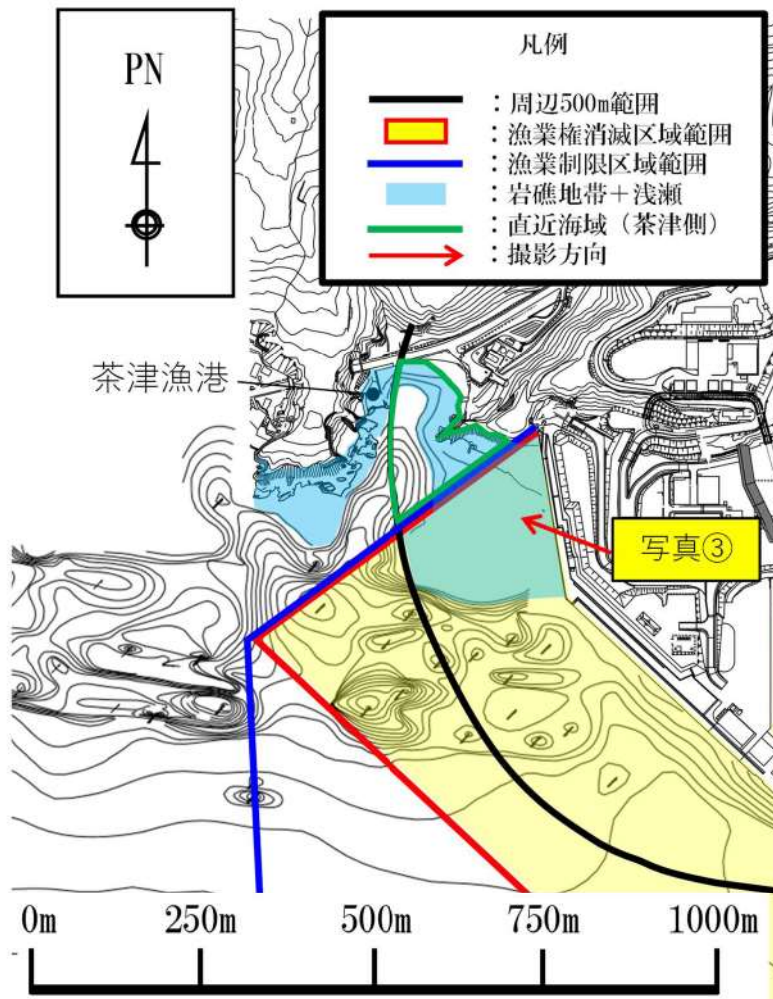 PN
凡例
：周辺500m範囲
：漁業権消滅区域範囲
：漁業制限区域範囲
：岩礁地帯＋浅瀬
：直近海域（茶津側）
：撮影方向
茶津漁港
写真③
0m 250m 500m 750m 1000m